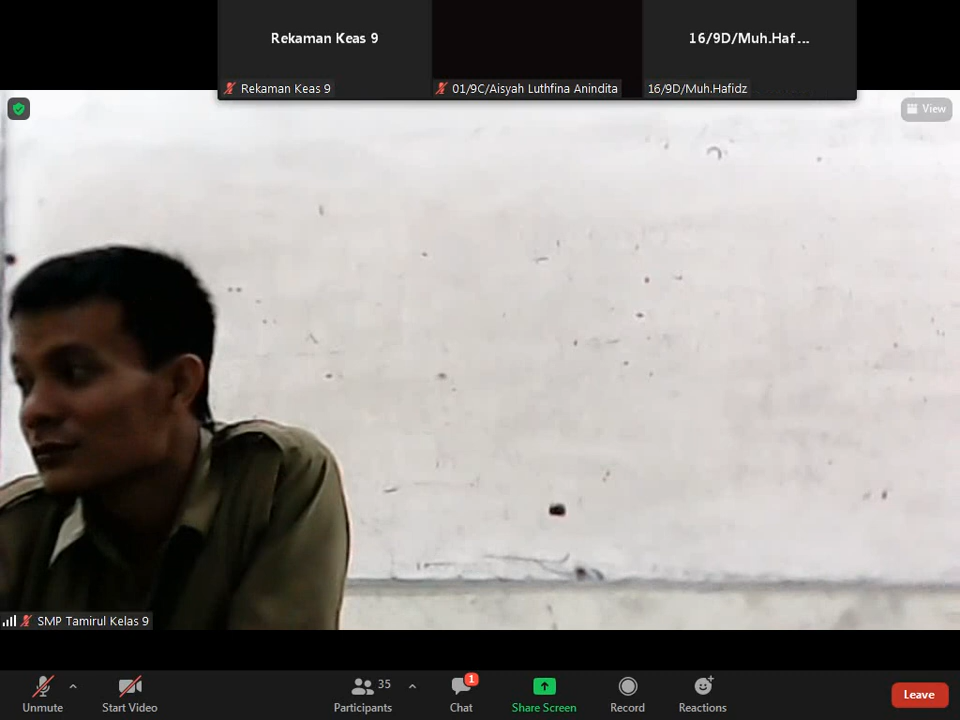 Rekaman Keas 9
16/9D/Muh.Haf...
Rekaman Keas 9
01/9C/Aisyah Luthfina Anindita
16/9D/Muh.Hafidz
View
SMP Tamirul Kelas 9
Unmute
Start Video
35
Participants
1
Chat
Share Screen
Record
Reactions
Leave